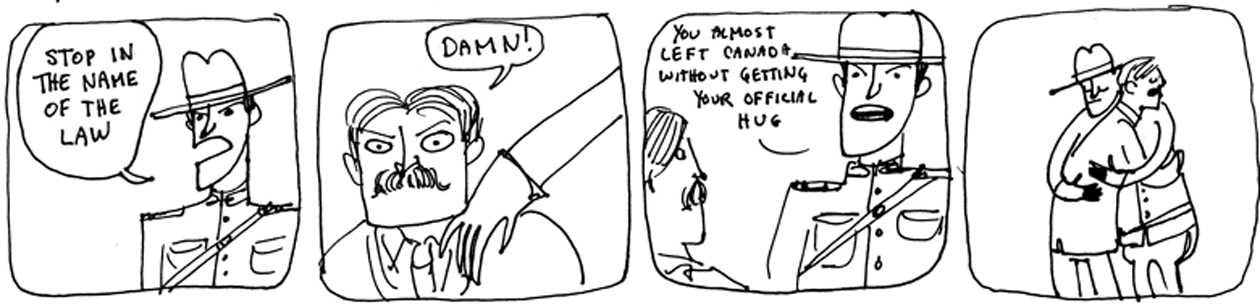 STOP IN
THE NAME
OF THE
LAW
DAMN!
YOU ALMOST
LEFT CANADA
WITHOUT GETTING
YOUR OFFICIAL
HUG